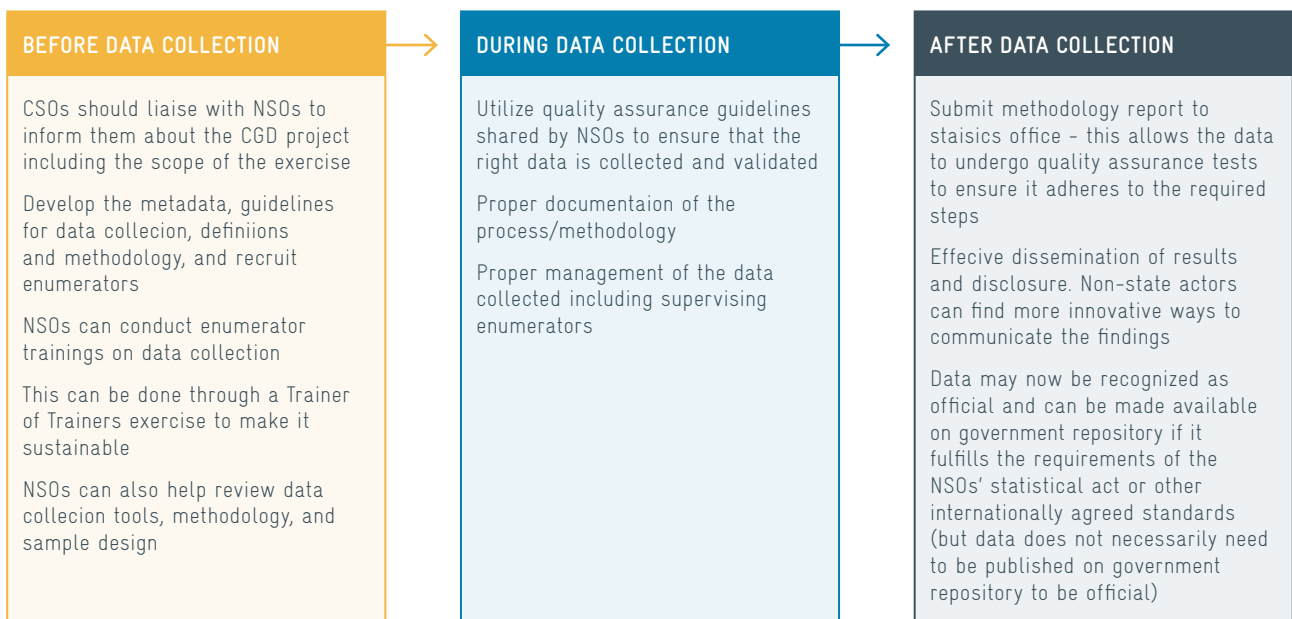 BEFORE DATA COLLECTION
CSOs should liaise with NSOs to
inform them about the CGD project
including the scope of the exercise
Develop the metadata, guidelines
for data collecion, definiions
and methodology, and recruit
enumerators
NSOs can conduct enumerator
trainings on data collection
This can be done through a Trainer
of Trainers exercise to make it
sustainable
NSOs can also help review data
collecion tools, methodology, and
sample design
DURING DATA COLLECTION
Utilize quality assurance guidelines
shared by NSOs to ensure that the
right data is collected and validated
Proper documentaion of the
process/methodology
Proper management of the data
collected including supervising
enumerators
AFTER DATA COLLECTION
Submit methodology report to
staisics office - this allows the data
to undergo quality assurance tests
to ensure it adheres to the required
steps
Effecive dissemination of results
and disclosure. Non-state actors
can find more innovative ways to
communicate the findings
Data may now be recognized as
official and can be made available
on government repository if it
fulfills the requirements of the
NSOs' statistical act or other
internationally agreed standards
(but data does not necessarily need
to be published on government
repository to be official)